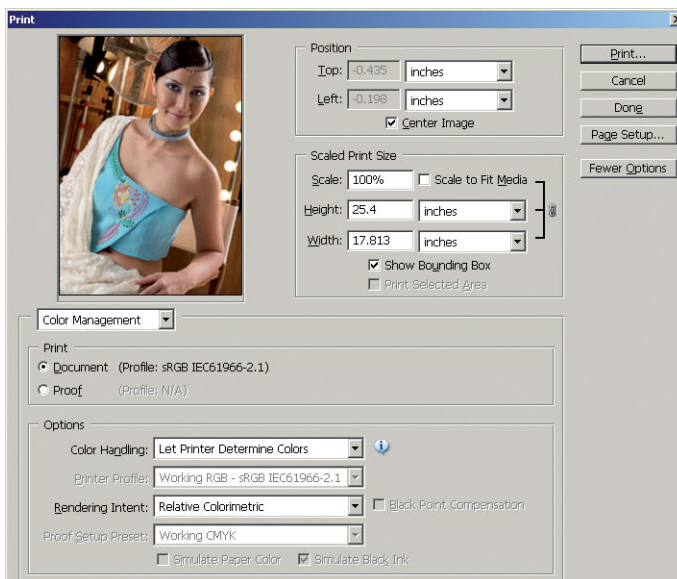 Print
Position
Top: -0.435 inches
Left: -0.198 inches
Center Image
Print...
Cancel
Done
Page Setup...
Fewer Options
Scaled Print Size
Scale: 100% Scale to Fit Media
Height: 25.4 inches
Width: 17.813 inches
Show Bounding Box
Print Selected Area
Color Management
Print
Document (Profile: sRGB IEC61966-2.1)
Proof (Profile: N/A)
Options
Color Handling: Let Printer Determine Colors
Printer Profile: Working RGB - sRGB IEC61966-2.1
Rendering Intent: Relative Colorimetric Black Point Compensation
Proof Setup Preset: Working CMYK
Simulate Paper Color Simulate Black Ink